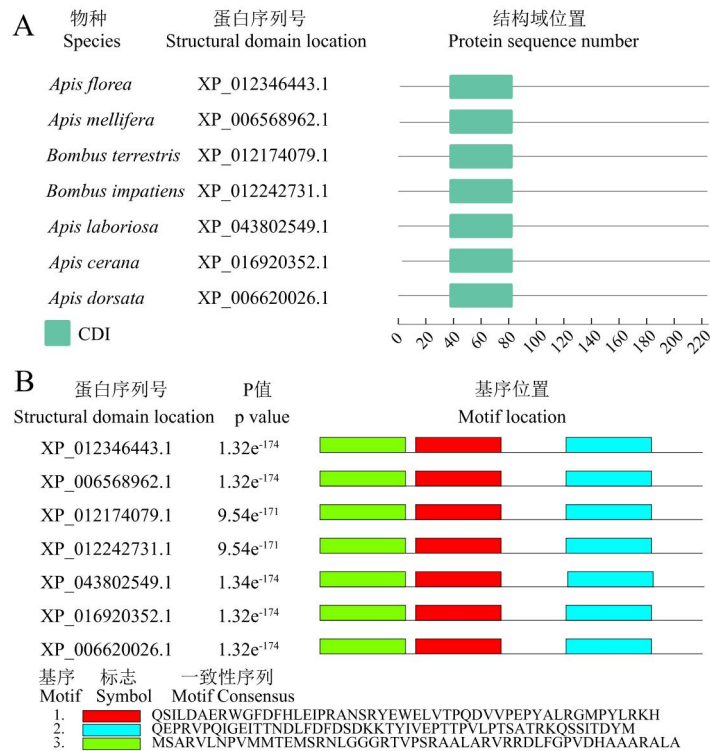 A 物种 蛋白序列号 结构域位置
Species Structural domain location Protein sequence number
Apis florea XP_012346443.1
Apis mellifera XP_006568962.1
Bombus terrestris XP_012174079.1
Bombus impatiens XP_012242731.1
Apis laboriosa XP_043802549.1
Apis cerana XP_016920352.1
Apis dorsata XP_006620026.1
CDI
0 20 40 60 80 100 120 140 160 180 200 220
B 蛋白序列号 P值 基序位置
Structural domain location p value Motif location
XP_012346443.1 1.32e-174
XP_006568962.1 1.32e-174
XP_012174079.1 9.54e-171
XP_012242731.1 9.54e-171
XP_043802549.1 1.34e-174
XP_016920352.1 1.32e-174
XP_006620026.1 1.32e-174
基序 标志 一致性序列
Motif Symbol Motif Consensus
1. QSILDAERWGFDFHLEIPRANSRYEWELVTPQDVVPEPYALRGMPYLRKH
2. QEPRVPQIGEITTNDLFDFDSDKKTYIVEPTTPVLPTSATRKQSSITDYM
3. MSARVLNPVMMTEMSRNLGGGRTVPSRAALARVRRDLFGPVDHAAARALA